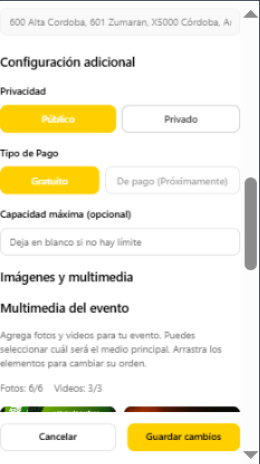 600 Alta Cordoba, 601 Zumaran, X5000 Córdoba, Ar
Configuración adicional
Privacidad
Público
Privado
Tipo de Pago
Gratuito
De pago (Próximamente)
Capacidad máxima (opcional)
Deja en blanco si no hay límite
Imágenes y multimedia
Multimedia del evento
Agrega fotos y videos para tu evento. Puedes
seleccionar cuál será el medio principal. Arrastra los
elementos para cambiar su orden.
Fotos: 6/6 Videos: 3/3
Cancelar
Guardar cambios